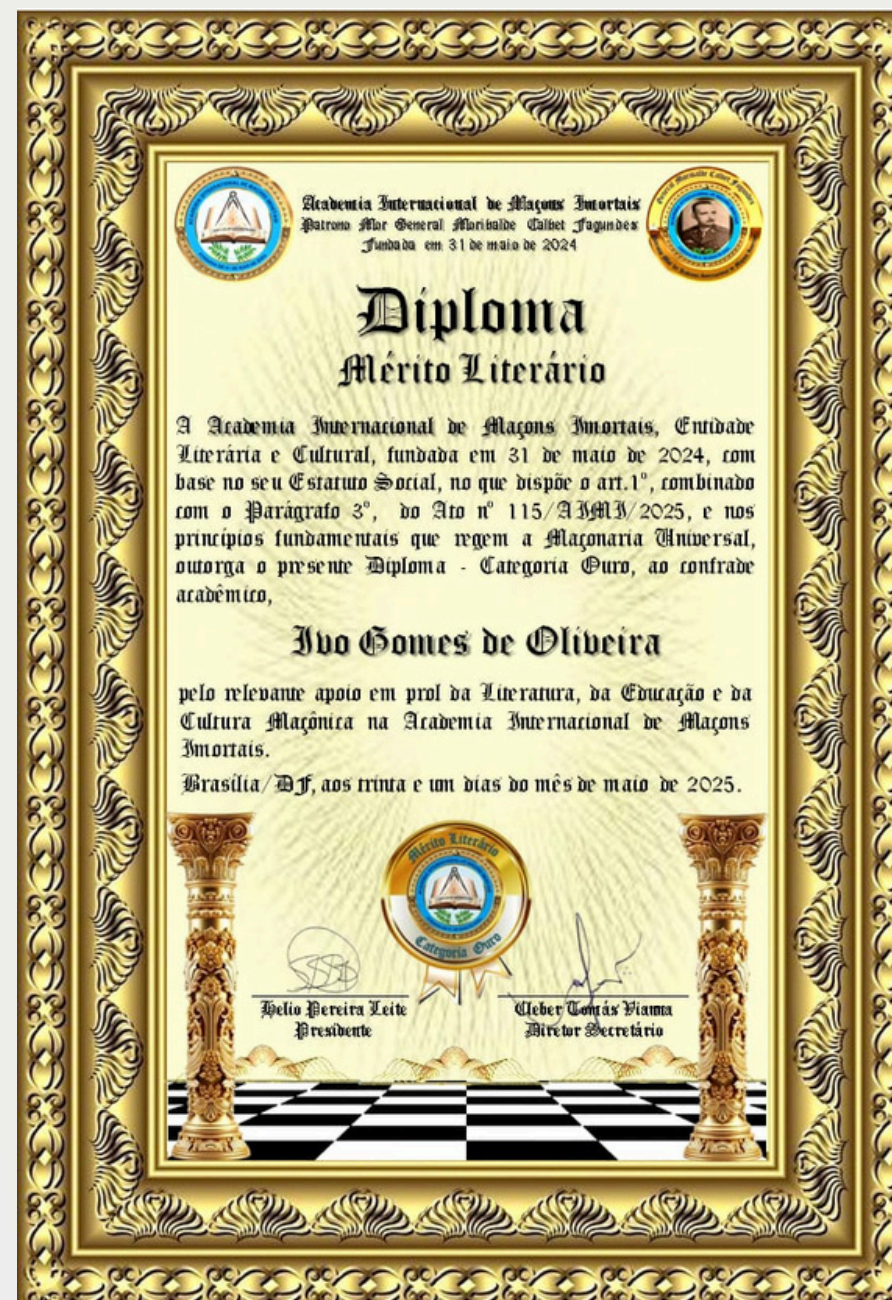 Academia Internacional de Maçons Imortais
Patrono Mor General Moribalde Calbet Fagundes
Fundada em 31 de maio de 2024
Diploma
Mérito Literário
A Academia Internacional de Maçons Imortais, Entidade
Literária e Cultural, fundada em 31 de maio de 2024, com
base no seu Estatuto Social, no que dispõe o art.1º, combinado
com o Parágrafo 3º, do Ato nº 115/AIMI/2025, e nos
princípios fundamentais que regem a Maçonaria Universal,
outorga o presente Diploma - Categoria Ouro, ao confrade
acadêmico,
Ivo Gomes de Oliveira
pelo relevante apoio em prol da Literatura, da Educação e da
Cultura Maçônica na Academia Internacional de Maçons
Imortais.
Brasília/DF, aos trinta e um dias do mês de maio de 2025.
Mérito Literário
Categoria Ouro
Helio Pereira Leite
Presidente
Cleber Tomás Vianna
Diretor Secretário